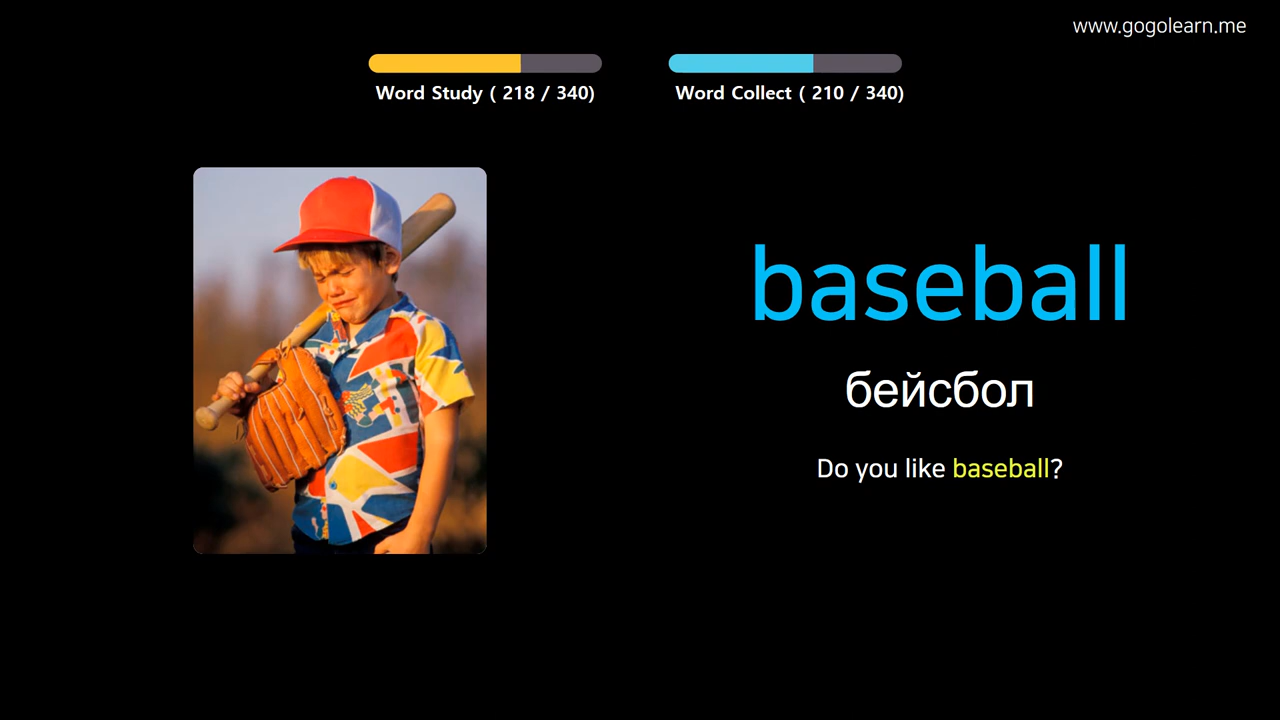 www.gogolearn.me
Word Study ( 218 / 340)
Word Collect ( 210 / 340)
baseball
бейсбол
Do you like baseball?